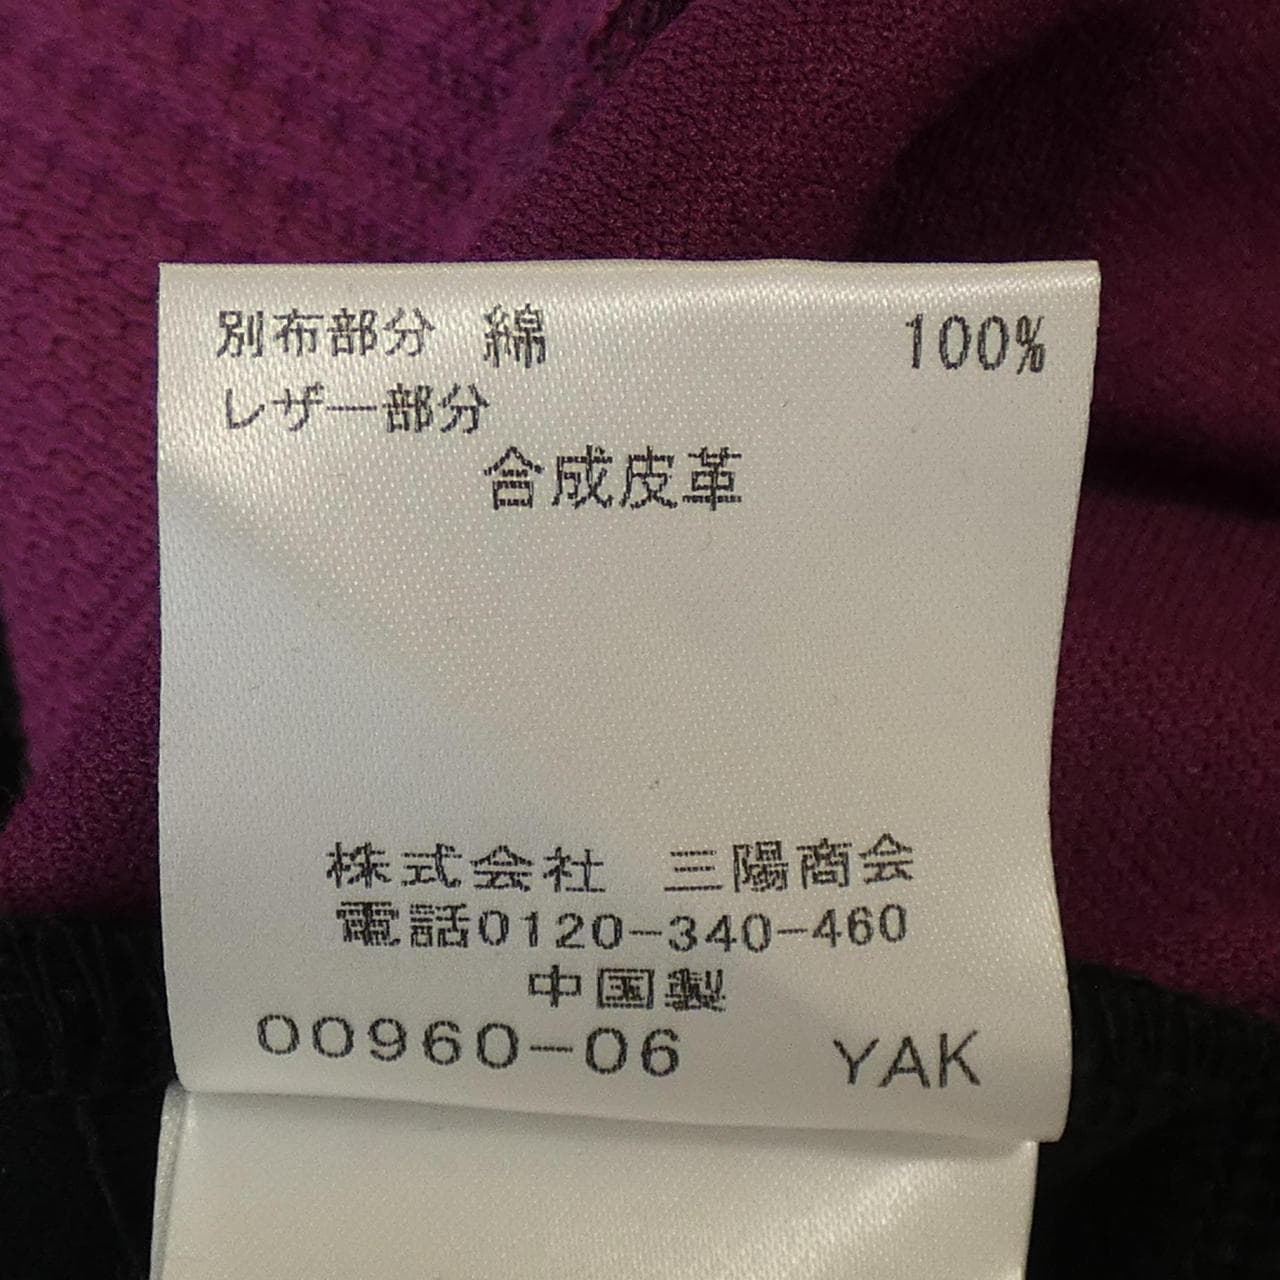 別布部分 綿 100%
レザー部分
合成皮革
株式会社 三陽商会
電話0120-340-460
中国製
00960-06 YAK